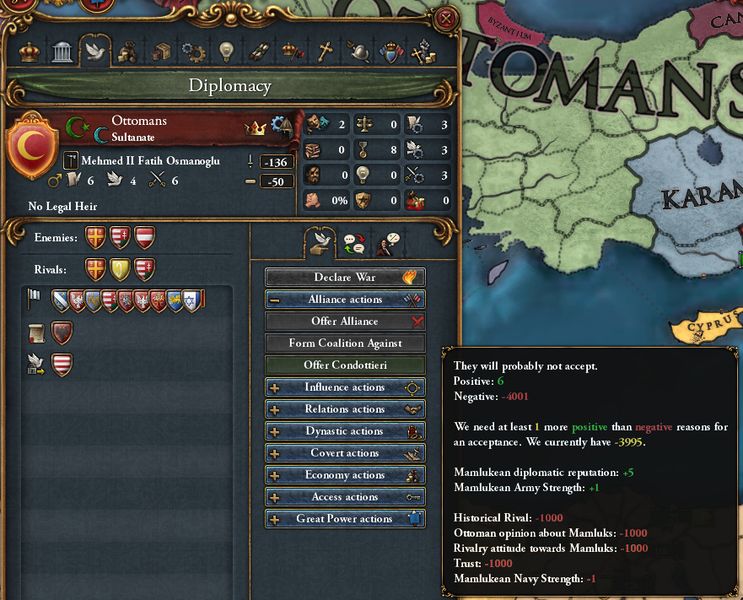 BYZANTIUM
OTTOMANS
Diplomacy
Ottomans
Sultanate
2 0 3
Mehmed II Fatih Osmanoglu
-136
0 8 3
6 4 6
-50
0 0 3
No Legal Heir
0% 0 0
KARAM
Enemies:
Rivals:
Declare War
Alliance actions
Offer Alliance
Form Coalition Against
Offer Condottieri
Influence actions
Relations actions
Dynastic actions
Covert actions
Economy actions
Access actions
Great Power actions
CYPRUS
They will probably not accept.
Positive: 6
Negative: -4001
We need at least 1 more positive than negative reasons for
an acceptance. We currently have -3995.
Mamlukean diplomatic reputation: +5
Mamlukean Army Strength: +1
Historical Rival: -1000
Ottoman opinion about Mamluks: -1000
Rivalry attitude towards Mamluks: -1000
Trust: -1000
Mamlukean Navy Strength: -1